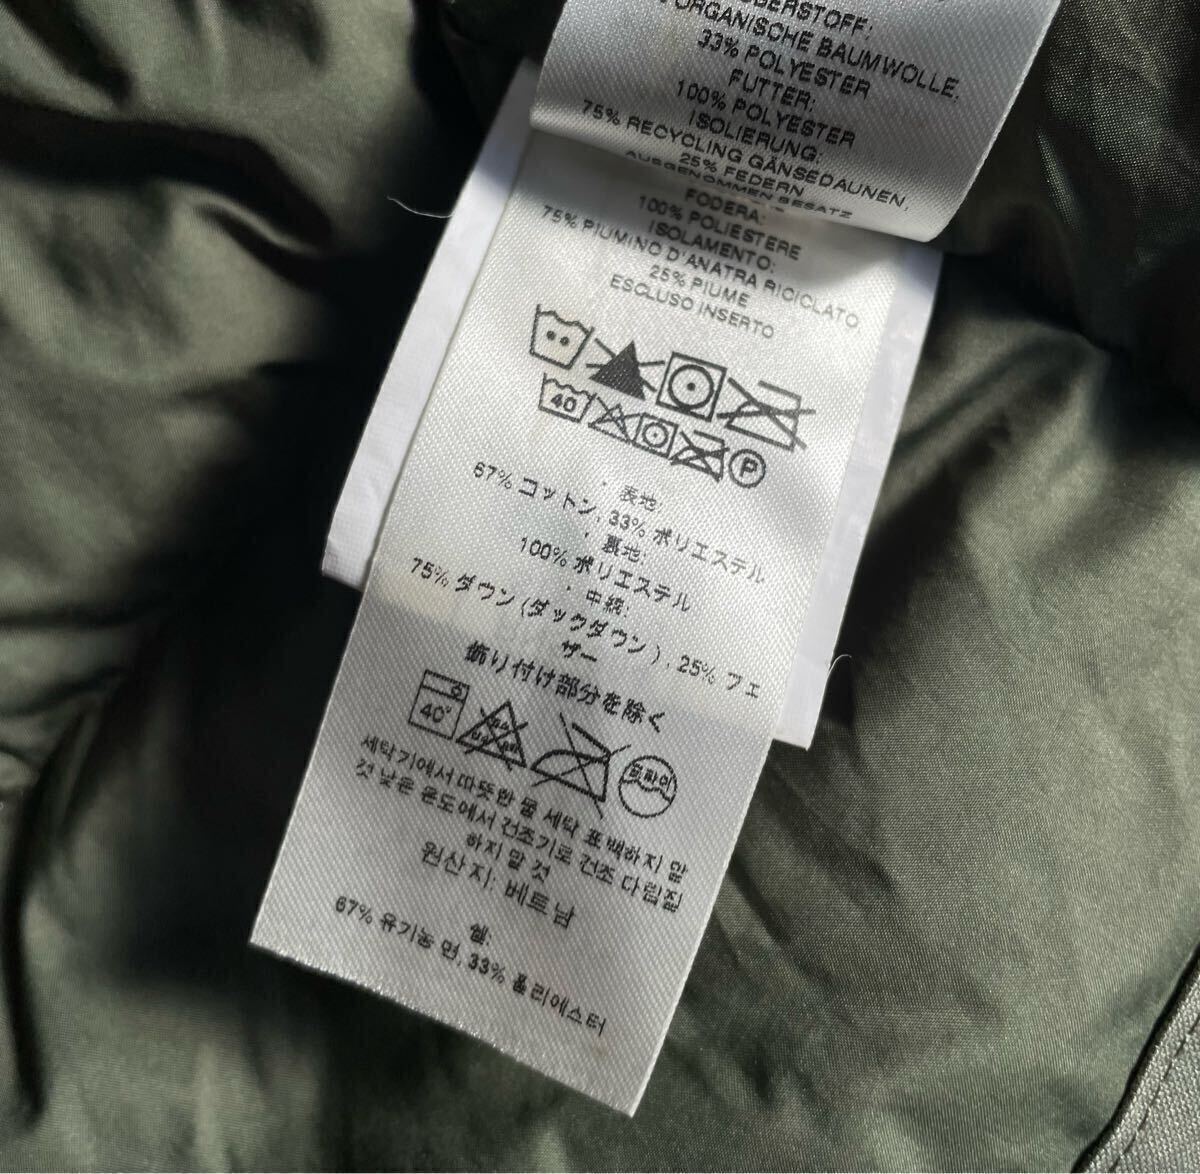 ORGANISCHE BAUMWOLLE,
33% POLYESTER
FUTTER:
100% POLYESTER
ISOLIERUNG:
75% RECYCLING GÄNSEDAUNEN,
25% FEDERN
AUSGENOMMEN BESATZ
FODERA:
100% POLIESTERE
ISOLAMENTO:
75% PIUMINO D'ANATRA RICICLATO
25% PIUME
ESCLUSO INSERTO
40
P
表地:
67% コットン, 33% ポリエステル
裏地:
100% ポリエステル
中綿:
75% ダウン (ダックダウン), 25% フェ
ザー
飾り付け部分を除く
40°
세탁기에서 따뜻한 물 세탁 표백하지 말
것 낮은 온도에서 건조기로 건조 다림질
하지 말 것
원산지: 베트남
쉘:
67% 유기농 면, 33% 폴리에스터